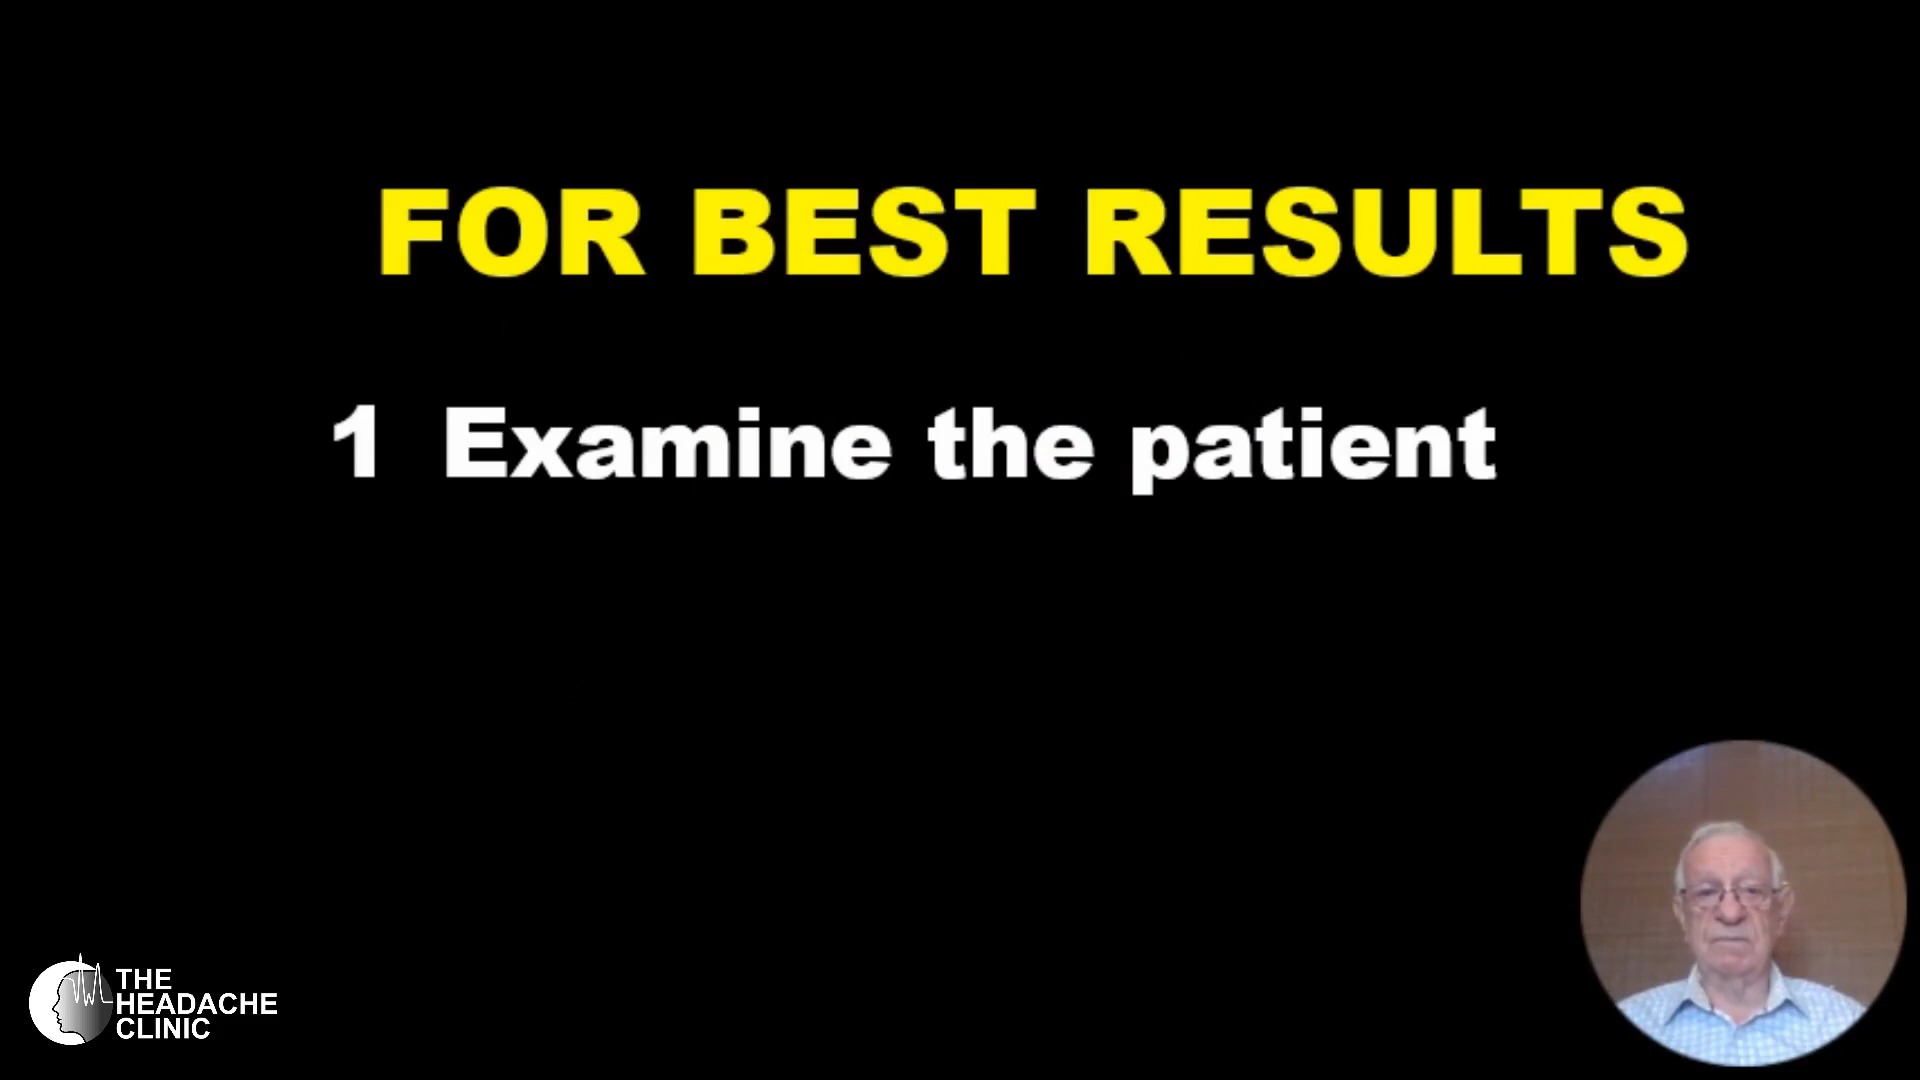 FOR BEST RESULTS
1 Examine the patient
THE
HEADACHE
CLINIC